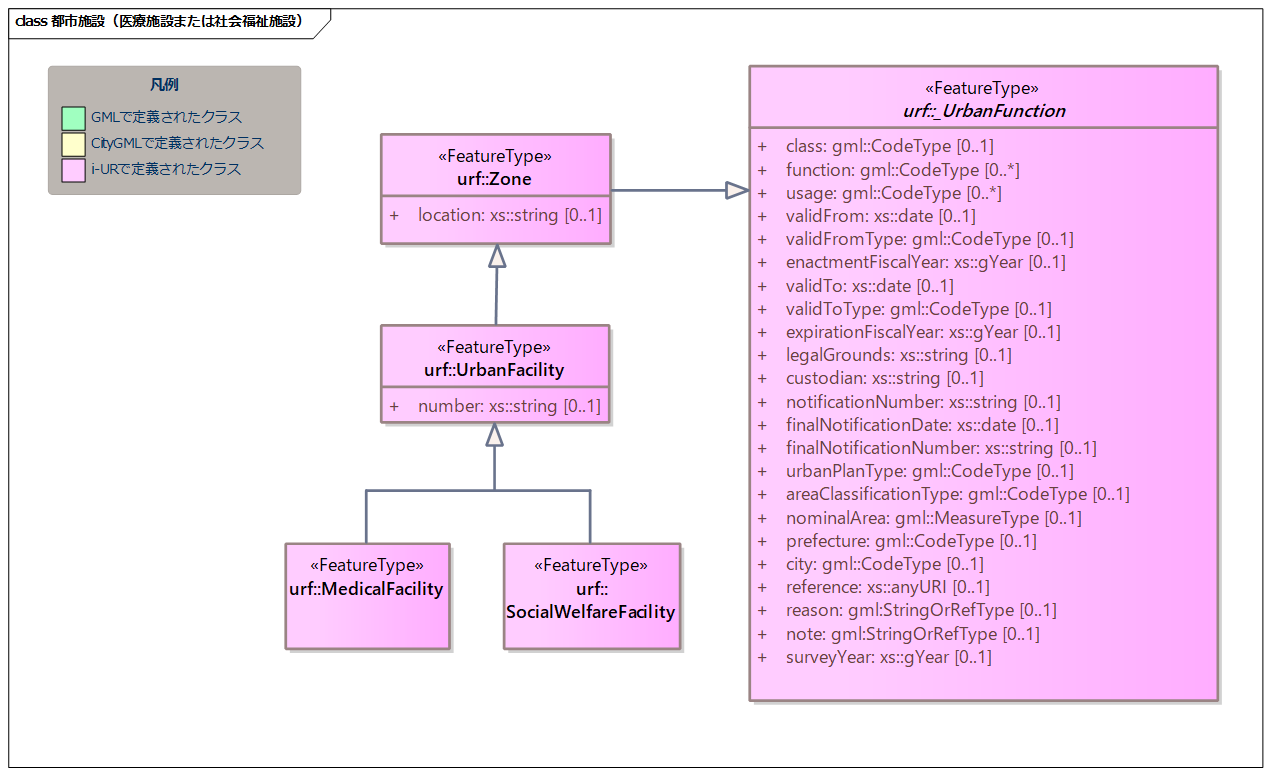 class 都市施設（医療施設または社会福祉施設）
凡例
GMLで定義されたクラス
CityGMLで定義されたクラス
i-URで定義されたクラス
«FeatureType»
urf::Zone
+ location: xs::string [0..1]
«FeatureType»
urf::UrbanFacility
+ number: xs::string [0..1]
«FeatureType»
urf::MedicalFacility
«FeatureType»
urf::
SocialWelfareFacility
«FeatureType»
urf::_UrbanFunction
+ class: gml::CodeType [0..1]
+ function: gml::CodeType [0..*]
+ usage: gml::CodeType [0..*]
+ validFrom: xs::date [0..1]
+ validFromType: gml::CodeType [0..1]
+ enactmentFiscalYear: xs::gYear [0..1]
+ validTo: xs::date [0..1]
+ validToType: gml::CodeType [0..1]
+ expirationFiscalYear: xs::gYear [0..1]
+ legalGrounds: xs::string [0..1]
+ custodian: xs::string [0..1]
+ notificationNumber: xs::string [0..1]
+ finalNotificationDate: xs::date [0..1]
+ finalNotificationNumber: xs::string [0..1]
+ urbanPlanType: gml::CodeType [0..1]
+ areaClassificationType: gml::CodeType [0..1]
+ nominalArea: gml::MeasureType [0..1]
+ prefecture: gml::CodeType [0..1]
+ city: gml::CodeType [0..1]
+ reference: xs::anyURI [0..1]
+ reason: gml:StringOrRefType [0..1]
+ note: gml:StringOrRefType [0..1]
+ surveyYear: xs::gYear [0..1]